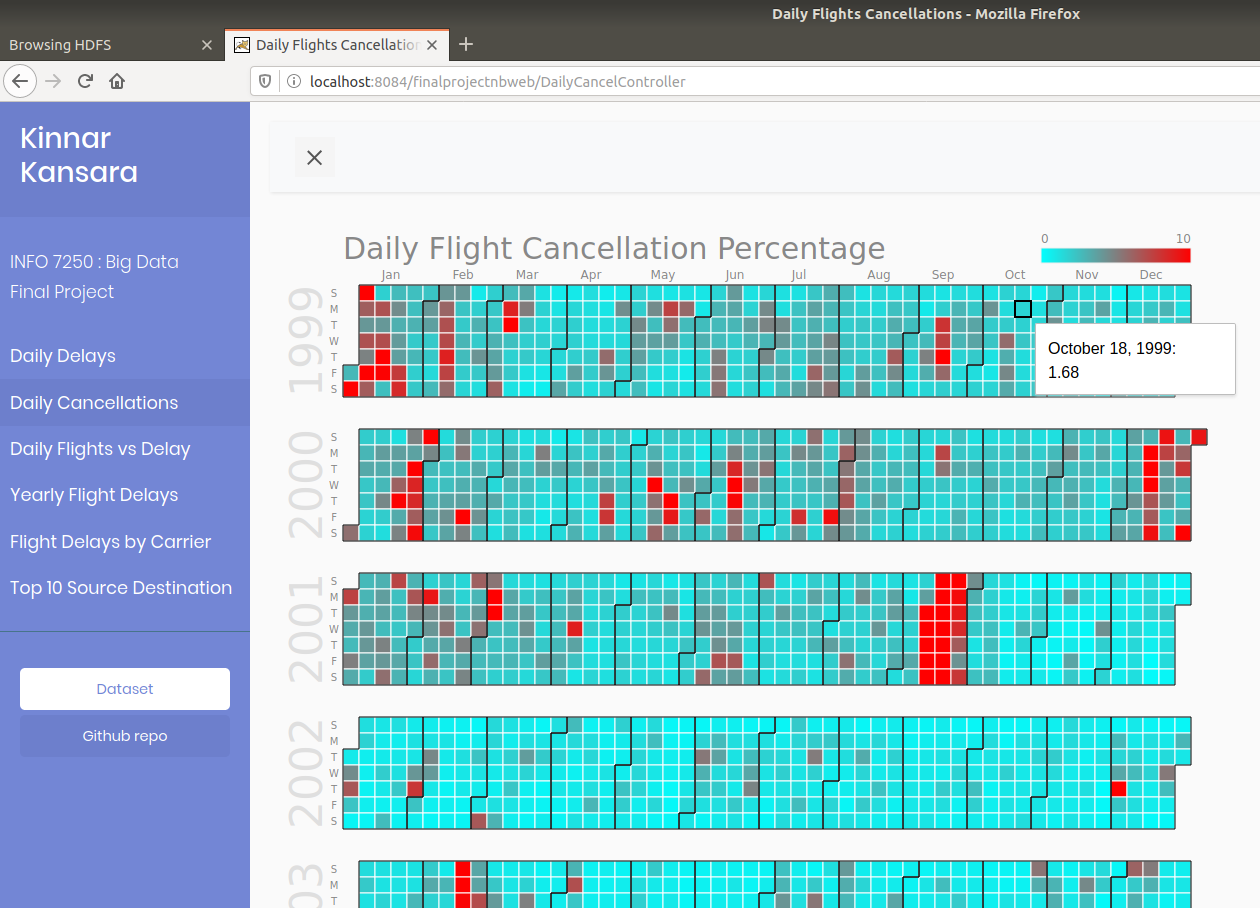 Daily Flights Cancellations - Mozilla Firefox
Browsing HDFS
Daily Flights Cancellation
localhost:8084/finalprojectnbweb/DailyCancelController
Kinnar
Kansara
INFO 7250 : Big Data
Final Project
Daily Delays
Daily Cancellations
Daily Flights vs Delay
Yearly Flight Delays
Flight Delays by Carrier
Top 10 Source Destination
Dataset
Github repo
Daily Flight Cancellation Percentage
0 10
Jan Feb Mar Apr May Jun Jul Aug Sep Oct Nov Dec
1999
S
M
T
W
T
F
S
October 18, 1999:
1.68
2000
S
M
T
W
T
F
S
2001
S
M
T
W
T
F
S
2002
S
M
T
W
T
F
S
03
S
M
T